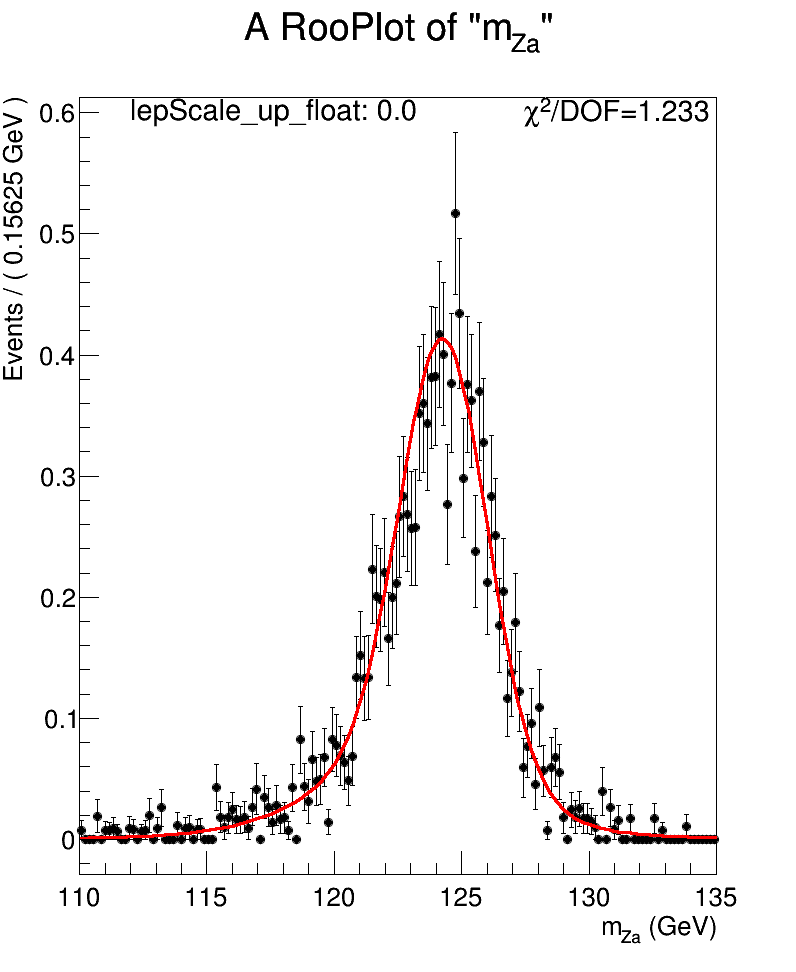 A RooPlot of "m_Za"
lepScale_up_float: 0.0
χ²/DOF=1.233
Events / ( 0.15625 GeV )
0.6
0.5
0.4
0.3
0.2
0.1
0
110 115 120 125 130 135
m_Za (GeV)